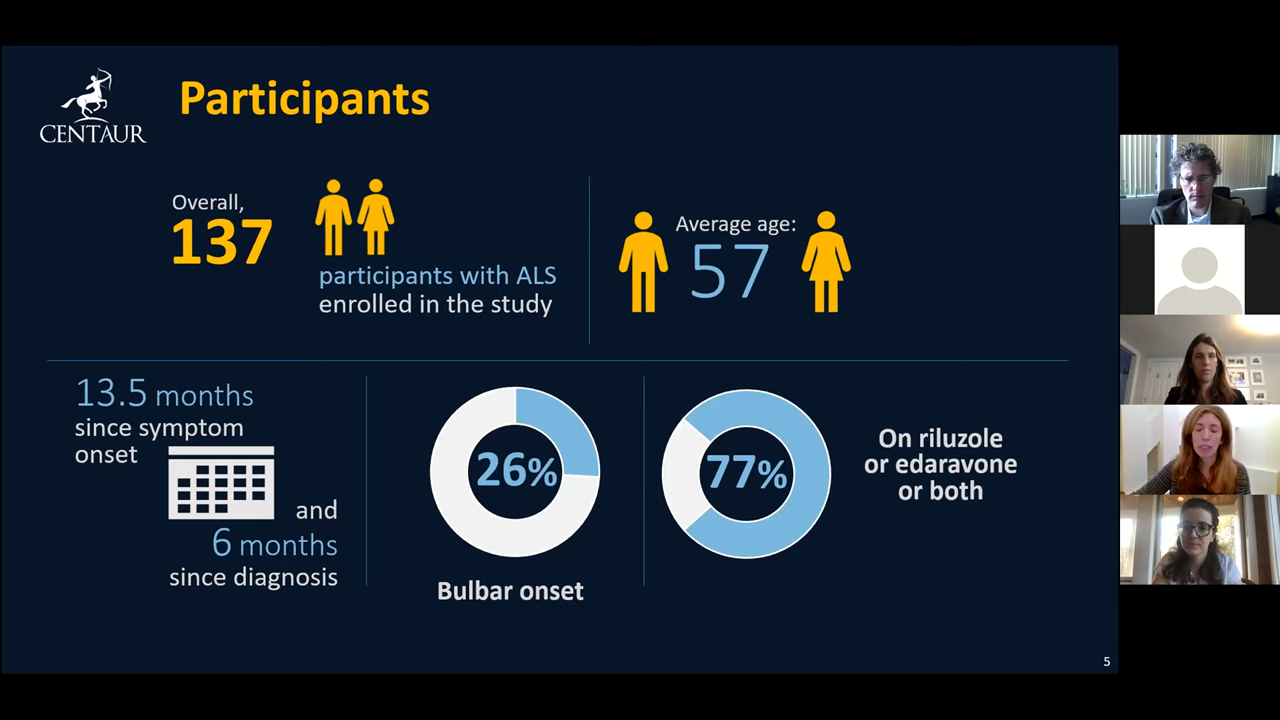 CENTAUR
Participants
Overall,
137
participants with ALS
enrolled in the study
Average age:
57
13.5 months
since symptom
onset
and
6 months
since diagnosis
26%
Bulbar onset
77%
On riluzole
or edaravone
or both
5